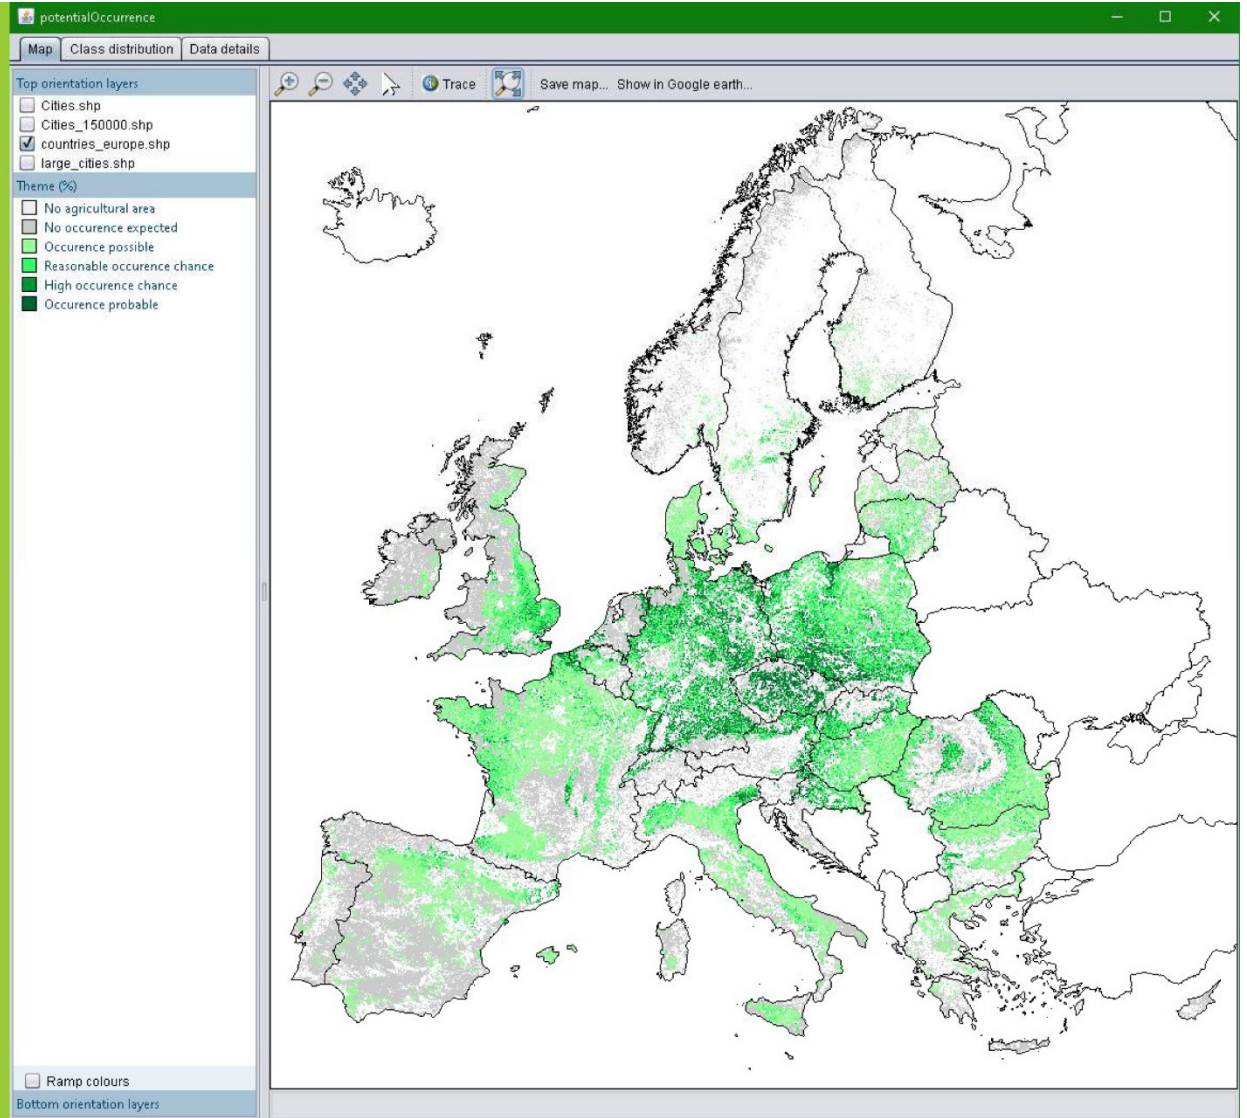 potentialOccurrence
Map Class distribution Data details
Top orientation layers
Cities.shp
Cities_150000.shp
countries_europe.shp
large_cities.shp
Trace Save map... Show in Google earth...
Theme (%)
No agricultural area
No occurence expected
Occurence possible
Reasonable occurence chance
High occurence chance
Occurence probable
Ramp colours
Bottom orientation layers